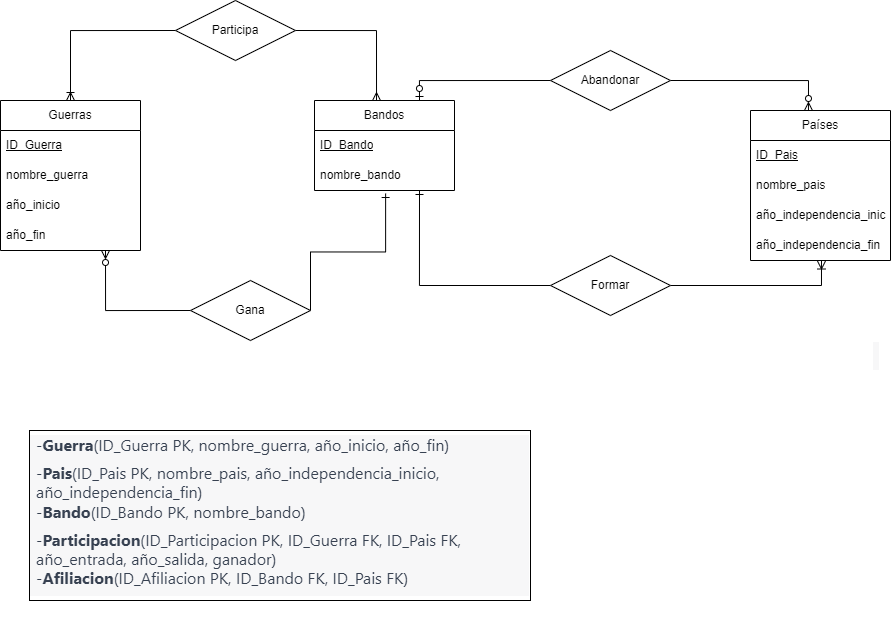 Participa
Abandonar
Guerras
ID_Guerra
nombre_guerra
año_inicio
año_fin
Bandos
ID_Bando
nombre_bando
Países
ID_Pais
nombre_pais
año_independencia_inic
año_independencia_fin
Gana
Formar
-Guerra(ID_Guerra PK, nombre_guerra, año_inicio, año_fin)
-Pais(ID_Pais PK, nombre_pais, año_independencia_inicio,
año_independencia_fin)
-Bando(ID_Bando PK, nombre_bando)
-Participacion(ID_Participacion PK, ID_Guerra FK, ID_Pais FK,
año_entrada, año_salida, ganador)
-Afiliacion(ID_Afiliacion PK, ID_Bando FK, ID_Pais FK)